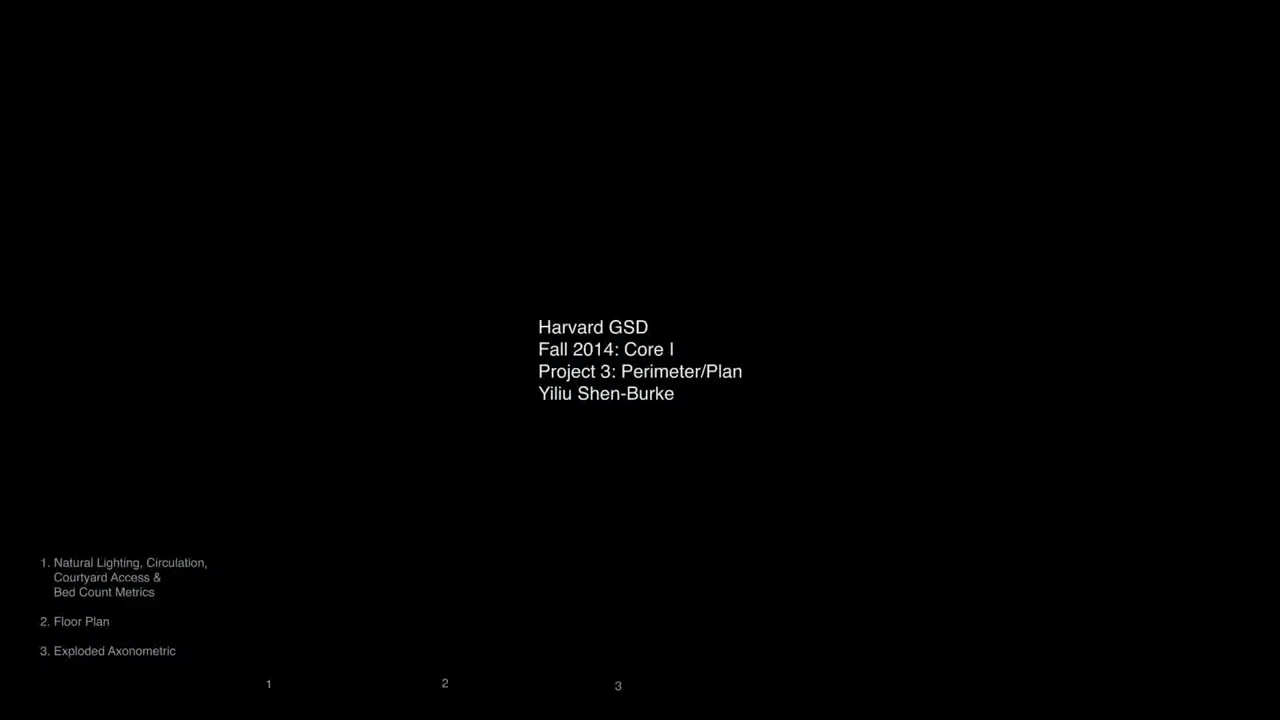 Harvard GSD
Fall 2014: Core I
Project 3: Perimeter/Plan
Yiliu Shen-Burke
1. Natural Lighting, Circulation,
Courtyard Access &
Bed Count Metrics
2. Floor Plan
3. Exploded Axonometric
1
2
3